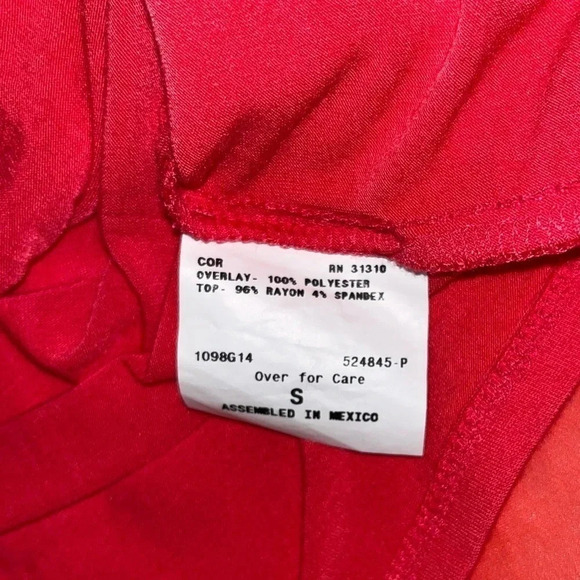 COR RN 31310
OVERLAY- 100% POLYESTER
TOP- 96% RAYON 4% SPANDEX
1098G14 524845-P
Over for Care
S
ASSEMBLED IN MEXICO